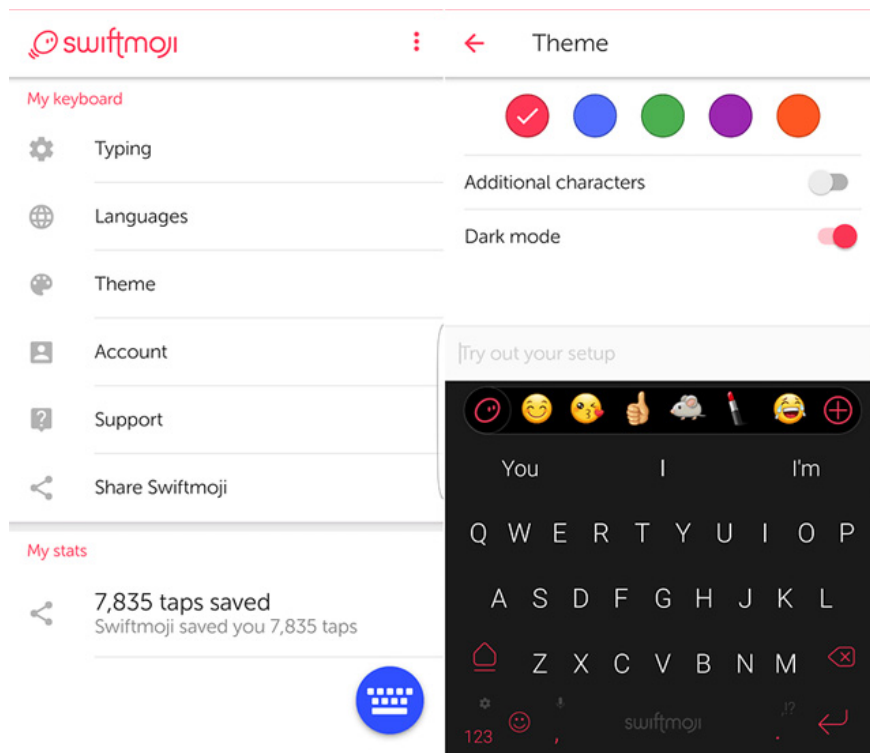 swiftmoji
My keyboard
Typing
Languages
Theme
Account
Support
Share Swiftmoji
My stats
7,835 taps saved
Swiftmoji saved you 7,835 taps
Theme
Additional characters
Dark mode
Try out your setup
You I I'm
Q W E R T Y U I O P
A S D F G H J K L
Z X C V B N M
,!?
123 , swiftmoji .